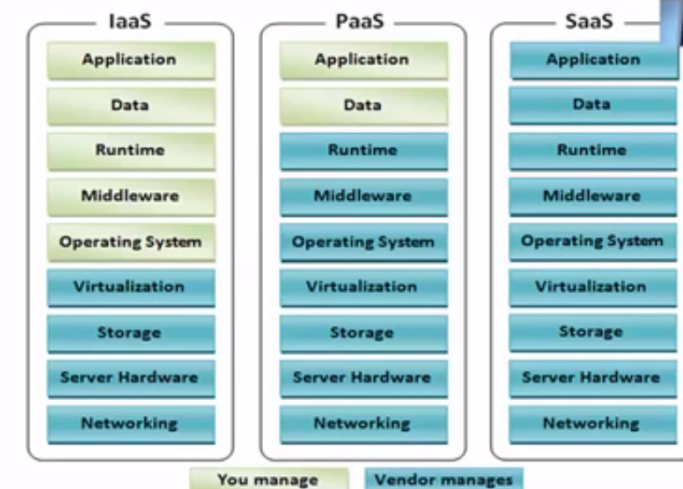 IaaS
Application
Data
Runtime
Middleware
Operating System
Virtualization
Storage
Server Hardware
Networking
PaaS
Application
Data
Runtime
Middleware
Operating System
Virtualization
Storage
Server Hardware
Networking
SaaS
Application
Data
Runtime
Middleware
Operating System
Virtualization
Storage
Server Hardware
Networking
You manage
Vendor manages